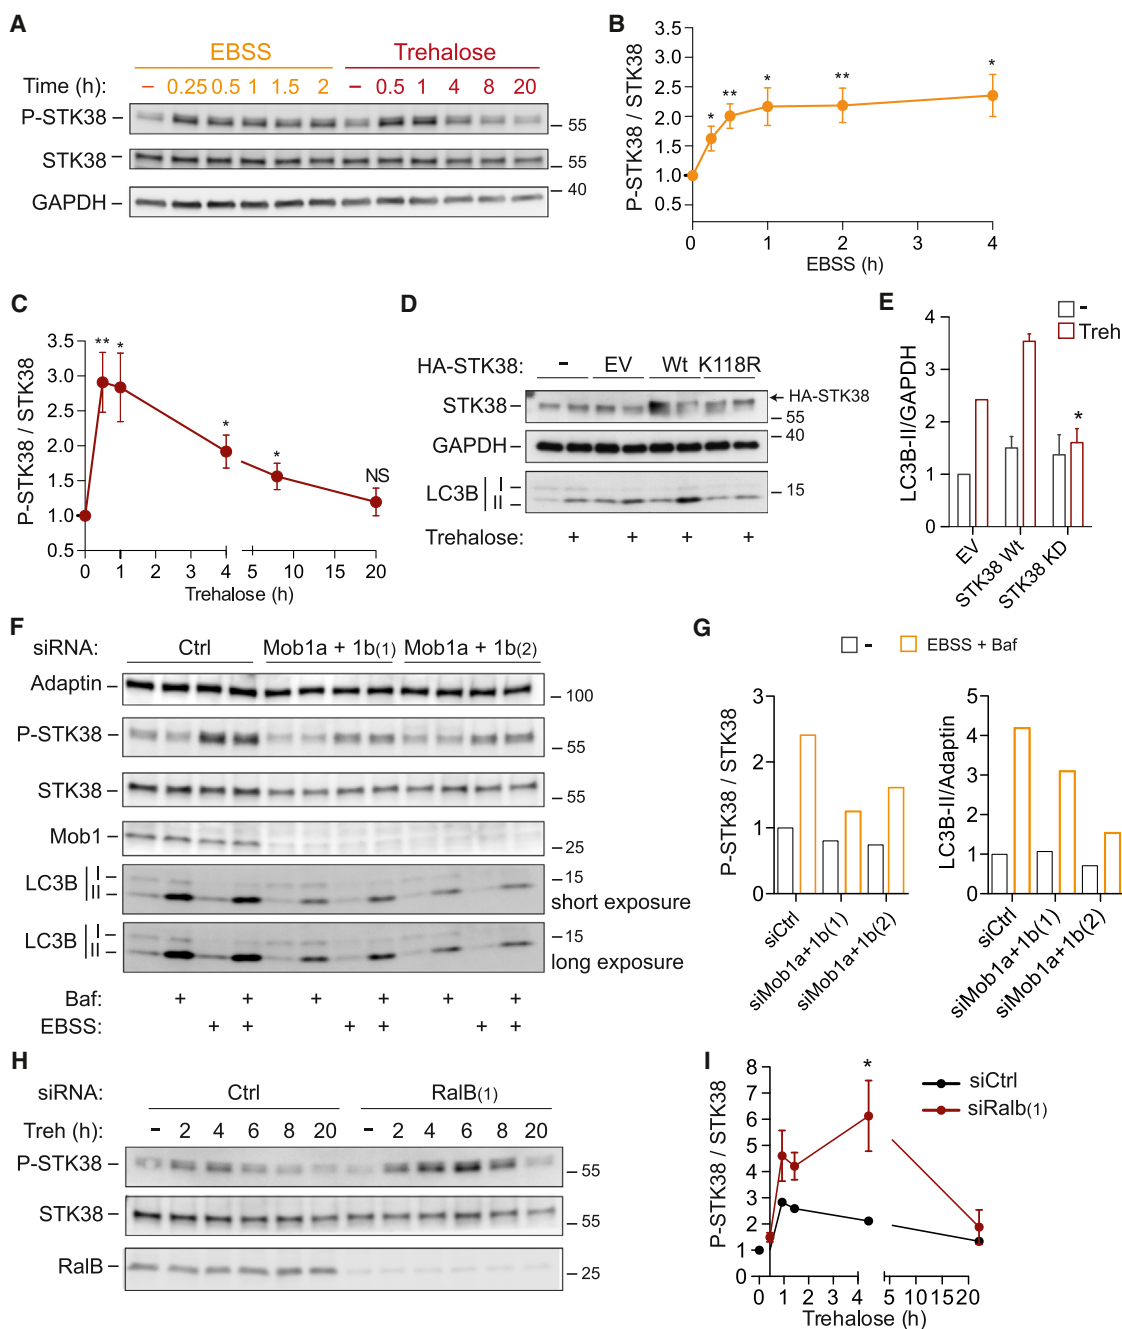 A
EBSS Trehalose
Time (h): – 0.25 0.5 1 1.5 2 – 0.5 1 4 8 20
P-STK38 – – 55
STK38 – – 55
GAPDH – – 40
B
P-STK38 / STK38
3.5
3.0
2.5
2.0
1.5
1.0
0.5
* ** * ** *
0 1 2 3 4
EBSS (h)
C
P-STK38 / STK38
3.5
3.0
2.5
2.0
1.5
1.0
0.5
** * * * NS
0 1 2 3 4 5 10 15 20
Trehalose (h)
D
HA-STK38: - EV Wt K118R
STK38 – ← HA-STK38
– 55
GAPDH – – 40
LC3B I – II – – 15
Trehalose: + + + +
E
- Treh
LC3B-II/GAPDH
4
3
2
1
0
*
EV STK38 Wt STK38 KD
F
siRNA: Ctrl Mob1a + 1b(1) Mob1a + 1b(2)
Adaptin – – 100
P-STK38 – – 55
STK38 – – 55
Mob1 – – 25
LC3B I – II – – 15 short exposure
LC3B I – II – – 15 long exposure
Baf: + + + + + +
EBSS: + + + + + +
G
- EBSS + Baf
P-STK38 / STK38
3
2
1
0
siCtrl siMob1a+1b(1) siMob1a+1b(2)
LC3B-II/Adaptin
5
4
3
2
1
0
siCtrl siMob1a+1b(1) siMob1a+1b(2)
H
siRNA: Ctrl RalB(1)
Treh (h): – 2 4 6 8 20 – 2 4 6 8 20
P-STK38 – – 55
STK38 – – 55
RalB – – 25
I
siCtrl
siRalb(1)
P-STK38 / STK38
8
7
6
5
4
3
2
1
0
*
0 1 2 3 4 5 10 15 20
Trehalose (h)